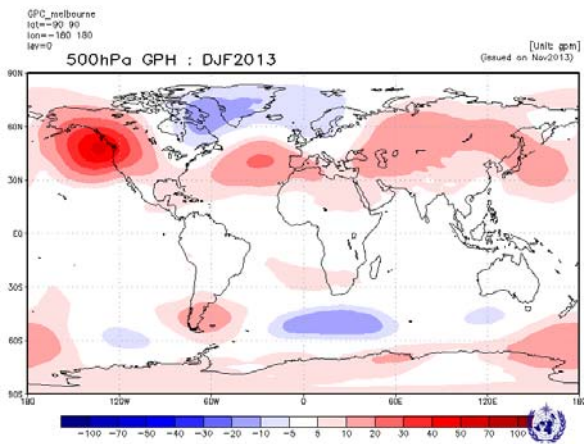 GPC_melbourne
lat=-90 90
lon=-180 180
lev=0
[Unit: gpm]
500hPa GPH : DJF2013
(issued on Nov2013)
90N
60N
30N
EQ
30S
60S
90S
180 120W 60W 0 60E 120E 180
-100 -70 -50 -40 -30 -20 -10 -5 5 10 20 30 40 50 70 100